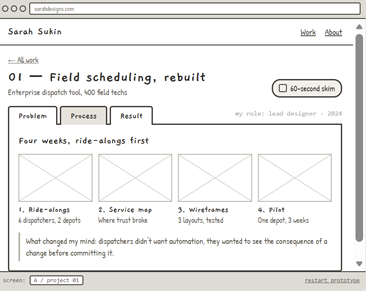 sarahdesigns.com
Sarah Sukin
Work About
← All work
01 — Field scheduling, rebuilt
Enterprise dispatch tool, 400 field techs
60-second skim
Problem Process Result
my role: lead designer · 2024
Four weeks, ride-alongs first
1. Ride-alongs
6 dispatchers, 2 depots
2. Service map
Where trust broke
3. Wireframes
3 layouts, tested
4. Pilot
One depot, 3 weeks
What changed my mind: dispatchers didn't want automation, they wanted to see the consequence of a
change before committing it.
screen: A / project 01 restart prototype